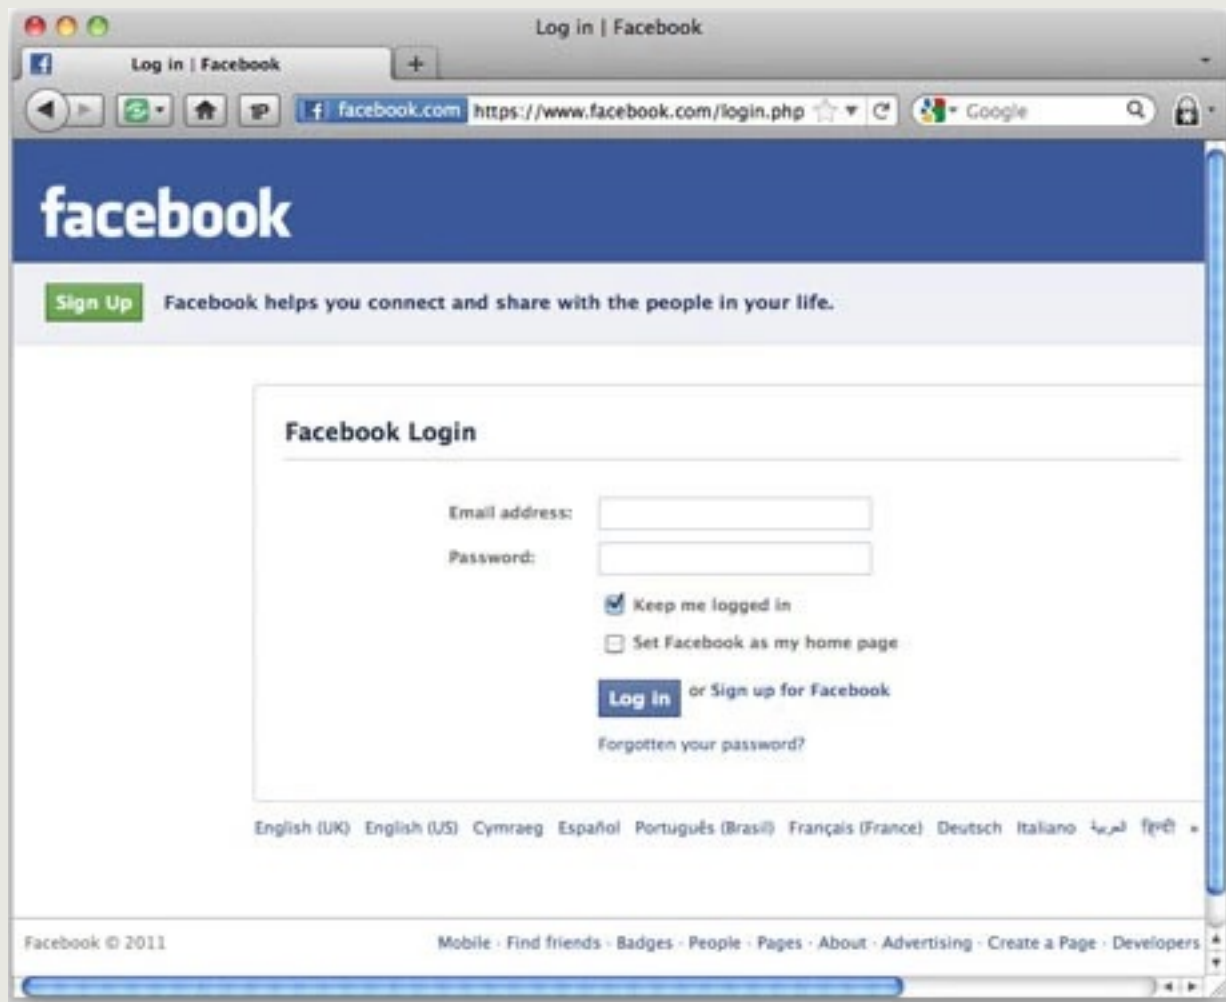 Log in | Facebook
Log in | Facebook
facebook.com https://www.facebook.com/login.php Google
facebook
Sign Up Facebook helps you connect and share with the people in your life.
Facebook Login
Email address:
Password:
Keep me logged in
Set Facebook as my home page
Log in or Sign up for Facebook
Forgotten your password?
English (UK) English (US) Cymraeg Español Português (Brasil) Français (France) Deutsch Italiano العربية हिन्दी »
Facebook © 2011 Mobile · Find friends · Badges · People · Pages · About · Advertising · Create a Page · Developers